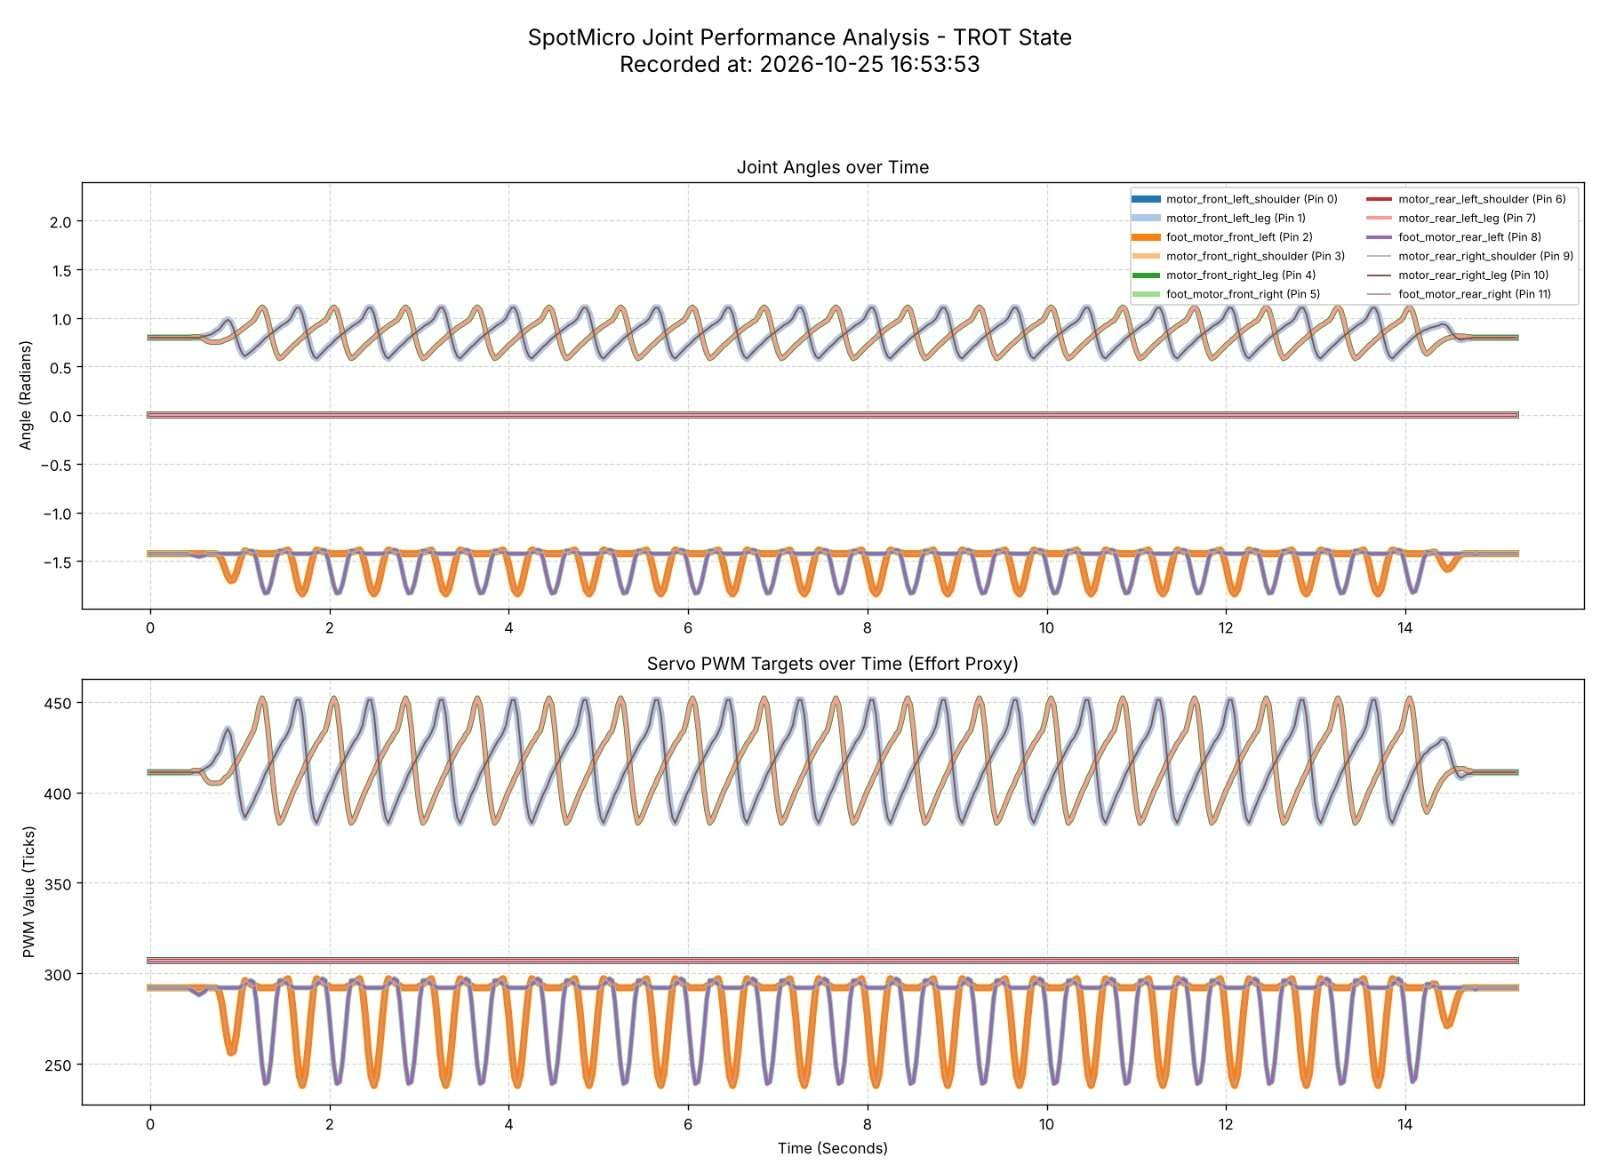 SpotMicro Joint Performance Analysis - TROT State
Recorded at: 2026-10-25 16:53:53
Joint Angles over Time
motor_front_left_shoulder (Pin 0)
motor_front_left_leg (Pin 1)
foot_motor_front_left (Pin 2)
motor_front_right_shoulder (Pin 3)
motor_front_right_leg (Pin 4)
foot_motor_front_right (Pin 5)
motor_rear_left_shoulder (Pin 6)
motor_rear_left_leg (Pin 7)
foot_motor_rear_left (Pin 8)
motor_rear_right_shoulder (Pin 9)
motor_rear_right_leg (Pin 10)
foot_motor_rear_right (Pin 11)
Angle (Radians)
2.0
1.5
1.0
0.5
0.0
−0.5
−1.0
−1.5
0 2 4 6 8 10 12 14
Servo PWM Targets over Time (Effort Proxy)
PWM Value (Ticks)
450
400
350
300
250
0 2 4 6 8 10 12 14
Time (Seconds)